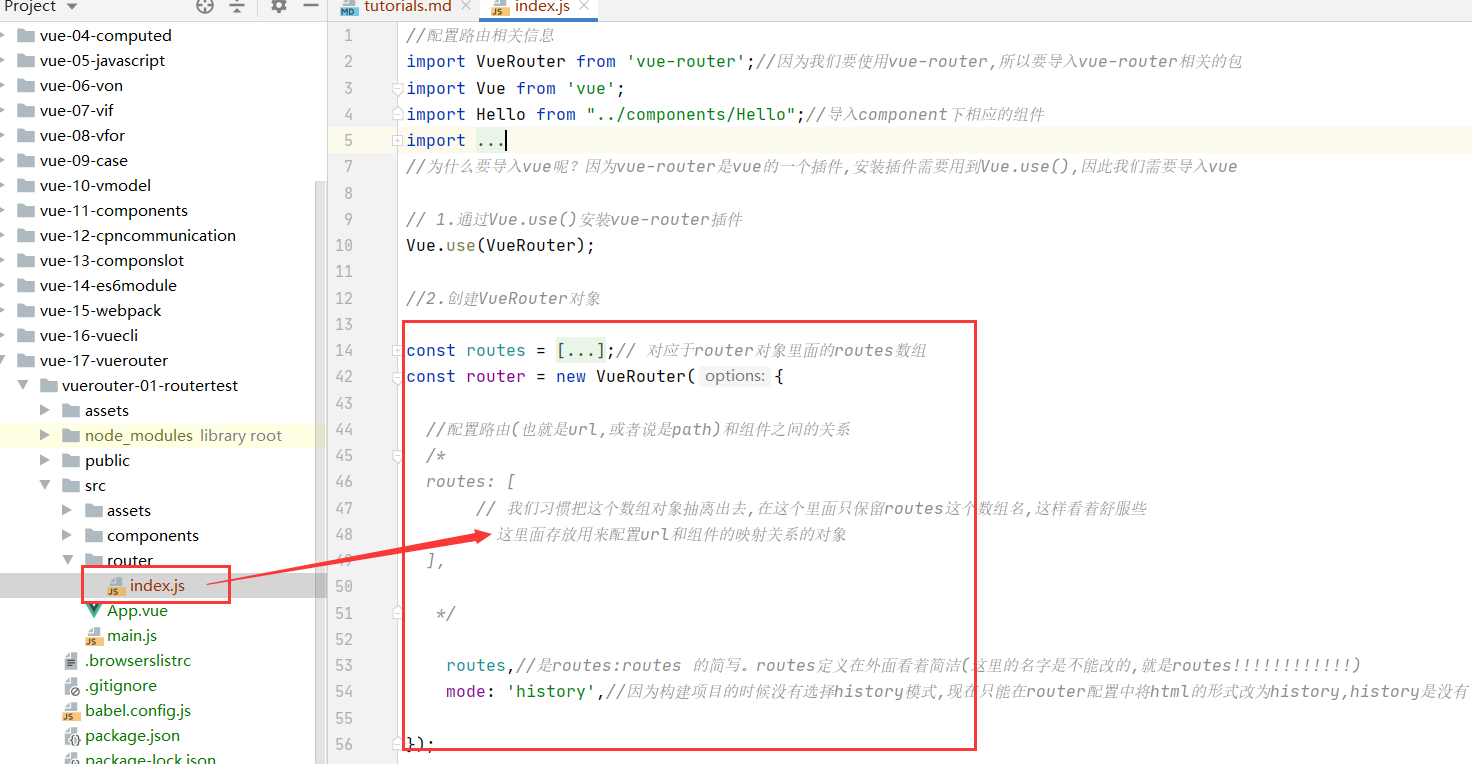 Project
tutorials.md
index.js
vue-04-computed
vue-05-javascript
vue-06-von
vue-07-vif
vue-08-vfor
vue-09-case
vue-10-vmodel
vue-11-components
vue-12-cpncommunication
vue-13-componslot
vue-14-es6module
vue-15-webpack
vue-16-vuecli
vue-17-vuerouter
vuerouter-01-routertest
assets
node_modules library root
public
src
assets
components
router
index.js
App.vue
main.js
.browserslistrc
.gitignore
babel.config.js
package.json
package-lock.json
1 //配置路由相关信息
2 import VueRouter from 'vue-router';//因为我们要使用vue-router,所以要导入vue-router相关的包
3 import Vue from 'vue';
4 import Hello from "../components/Hello";//导入component下相应的组件
5 import ...
7 //为什么要导入vue呢？因为vue-router是vue的一个插件,安装插件需要用到Vue.use(),因此我们需要导入vue
8
9 // 1.通过Vue.use()安装vue-router插件
10 Vue.use(VueRouter);
11
12 //2.创建VueRouter对象
13
14 const routes = [...];// 对应于router对象里面的routes数组
42 const router = new VueRouter( options: {
43
44 //配置路由(也就是url,或者说是path)和组件之间的关系
45 /*
46 routes: [
47 // 我们习惯把这个数组对象抽离出去,在这个里面只保留routes这个数组名,这样看着舒服些
48 这里面存放用来配置url和组件的映射关系的对象
49 ],
50
51 */
52
53 routes,//是routes:routes 的简写。routes定义在外面看着简洁(这里的名字是不能改的,就是routes!!!!!!!!!!!!)
54 mode: 'history',//因为构建项目的时候没有选择history模式,现在只能在router配置中将html的形式改为history,history是没有
55
56 });